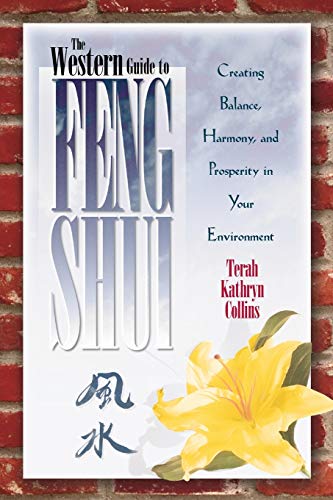 The
Western Guide to
FENG
SHUI
風
水
Creating
Balance,
Harmony, and
Prosperity in
Your
Environment
Terah
Kathryn
Collins